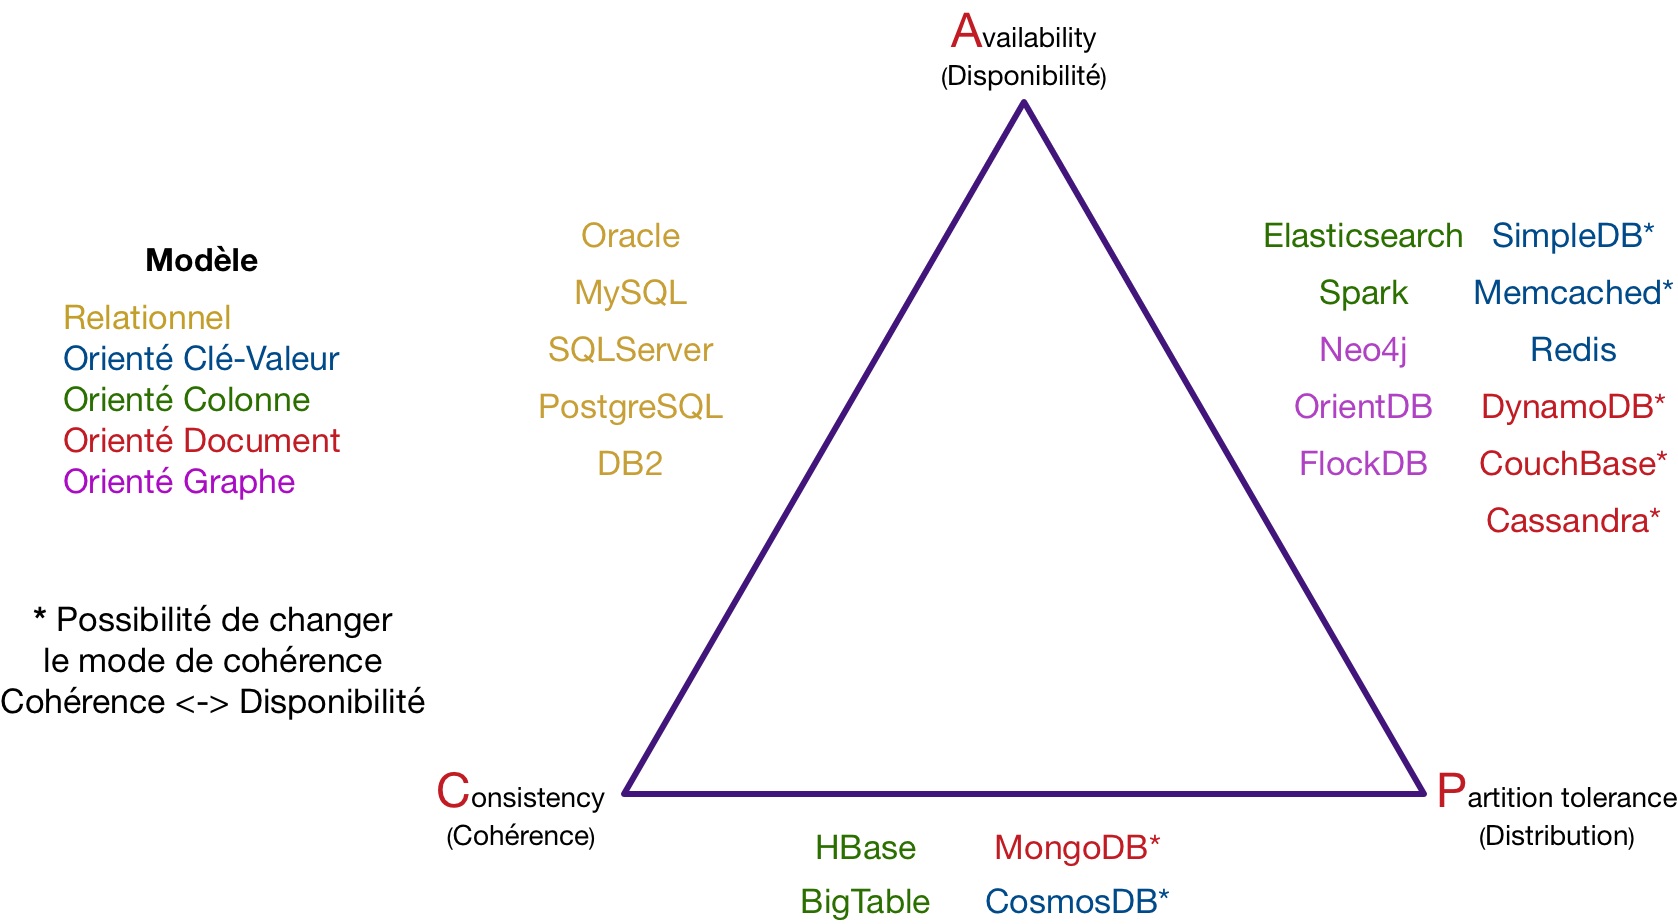 Availability
(Disponibilité)
Modèle
Relationnel
Orienté Clé-Valeur
Orienté Colonne
Orienté Document
Orienté Graphe
* Possibilité de changer
le mode de cohérence
Cohérence <-> Disponibilité
Oracle
MySQL
SQLServer
PostgreSQL
DB2
Elasticsearch SimpleDB*
Spark Memcached*
Neo4j Redis
OrientDB DynamoDB*
FlockDB CouchBase*
Cassandra*
Consistency
(Cohérence)
Partition tolerance
(Distribution)
HBase MongoDB*
BigTable CosmosDB*